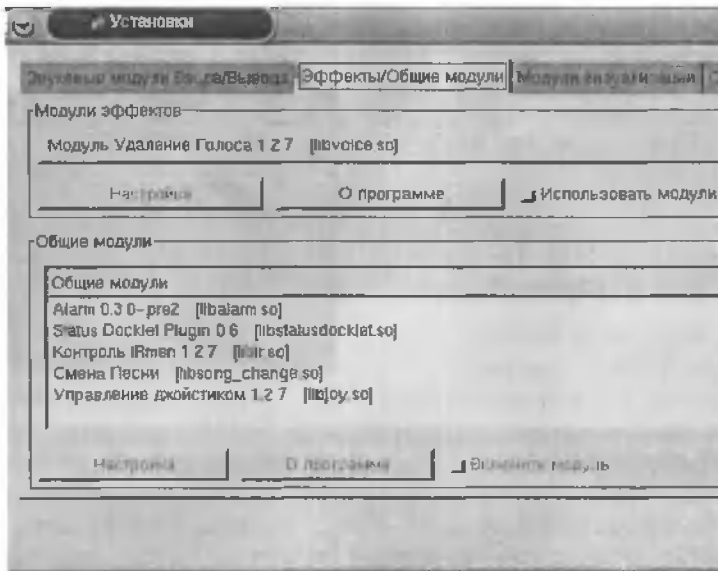 Установки
Звуковые модули Ввода/Вывода Эффекты/Общие модули Модули визуализации
Модули эффектов
Модуль Удаление Голоса 1 2 7 [libvoice.so]
Настройка О программе Использовать модули
Общие модули
Общие модули
Alarm 0.3 0-pre2 [libalarm so]
Status Docklet Plugin 0 6 [libstatusdocklet.so]
Контроль IRman 1 2 7 [libir.so]
Смена Песни [libsong_change.so]
Управление джойстиком 1.2 7 [libjoy so]
Настройка О программе Включить модуль